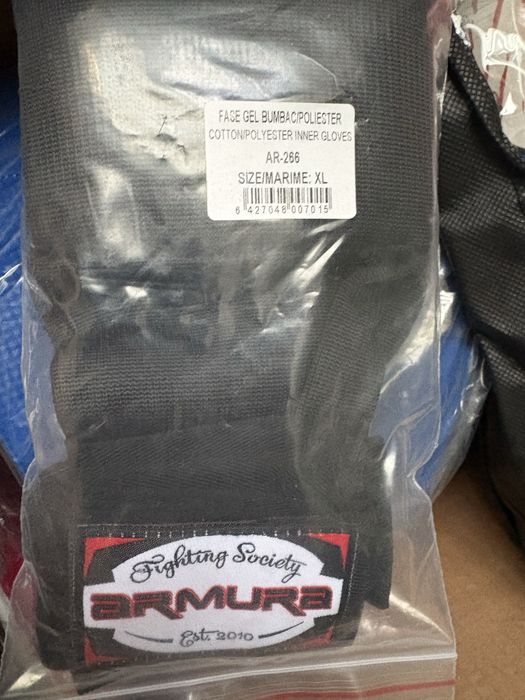 FASE GEL BUMBAC/POLIESTER
COTTON/POLYESTER INNER GLOVES
AR-266
SIZE/MARIME: XL
6 427048 007015
Fighting Society
ARMURA
Est. 2010